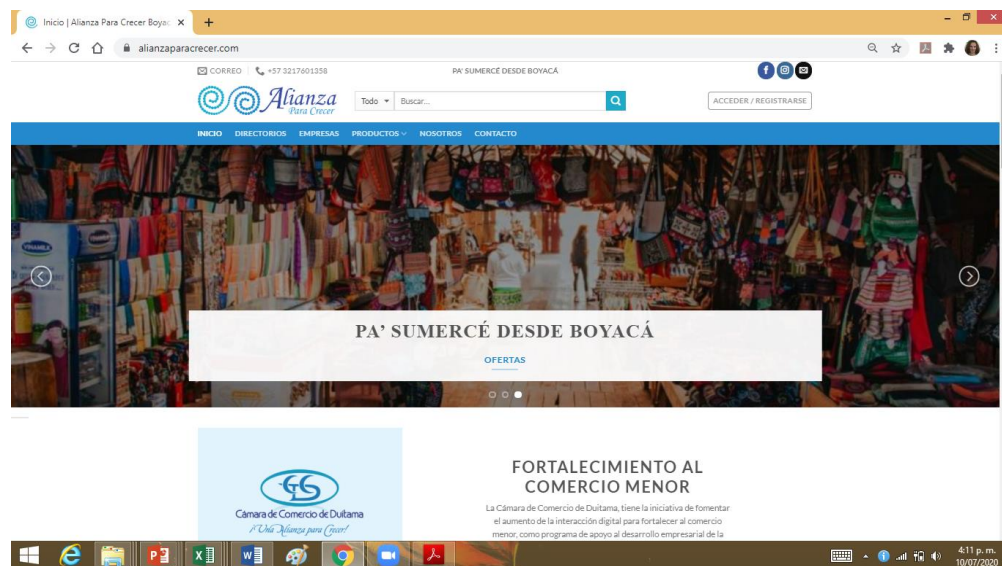 Inicio | Alianza Para Crecer Boyac
alianzaparacrecer.com
CORREO
+57 3217601358
PA' SUMERCÉ DESDE BOYACÁ
Alianza
Para Crecer
Todo
Buscar...
ACCEDER / REGISTRARSE
INICIO DIRECTORIOS EMPRESAS PRODUCTOS NOSOTROS CONTACTO
PA' SUMERCÉ DESDE BOYACÁ
OFERTAS
FORTALECIMIENTO AL
COMERCIO MENOR
Cámara de Comercio de Duitama
¡Una Alianza para Crecer!
La Cámara de Comercio de Duitama, tiene la iniciativa de fomentar
el aumento de la interacción digital para fortalecer al comercio
menor, como programa de apoyo al desarrollo empresarial de la
4:11 p. m.
10/07/2020